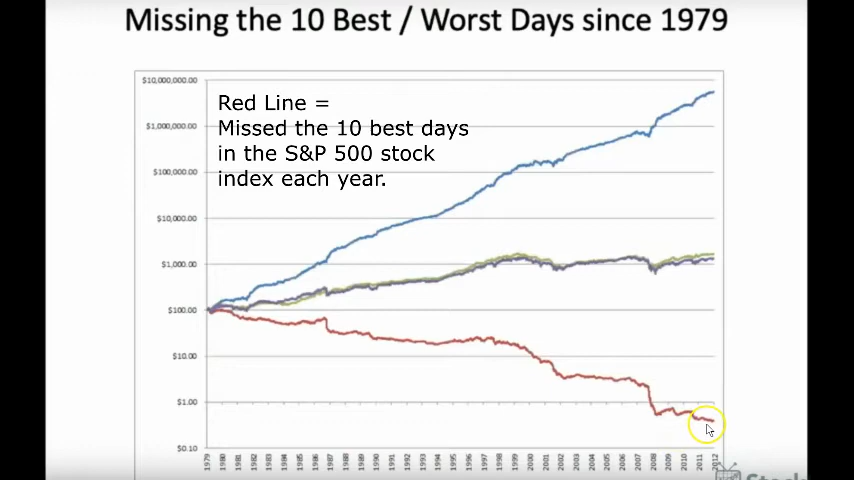 Missing the 10 Best / Worst Days since 1979
$10,000,000.00
Red Line =
Missed the 10 best days
in the S&P 500 stock
index each year.
$1,000,000.00
$100,000.00
$10,000.00
$1,000.00
$100.00
$10.00
$1.00
$0.10
1979 1980 1981 1982 1983 1984 1985 1986 1987 1988 1989 1990 1991 1992 1993 1994 1995 1996 1997 1998 1999 2000 2001 2002 2003 2004 2005 2006 2007 2008 2009 2010 2011 2012